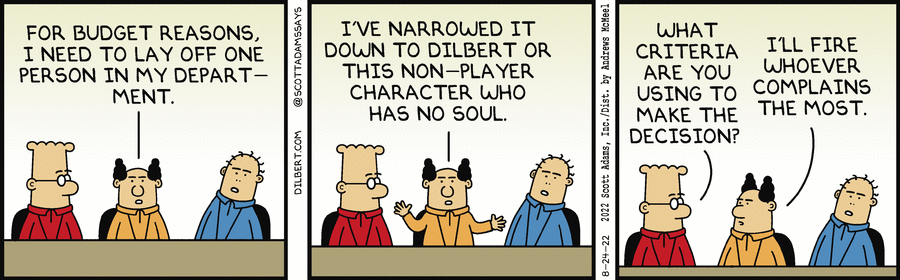 FOR BUDGET REASONS,
I NEED TO LAY OFF ONE
PERSON IN MY DEPART-
MENT.
DILBERT.COM @SCOTTADAMSSAYS
I'VE NARROWED IT
DOWN TO DILBERT OR
THIS NON-PLAYER
CHARACTER WHO
HAS NO SOUL.
8-24-22 2022 Scott Adams, Inc./Dist. by Andrews McMeel
WHAT
CRITERIA
ARE YOU
USING TO
MAKE THE
DECISION?
I'LL FIRE
WHOEVER
COMPLAINS
THE MOST.